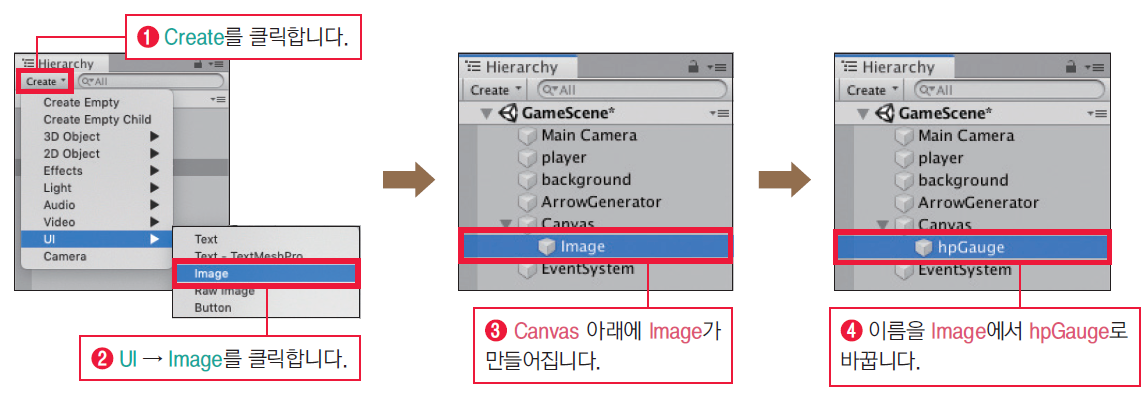 ❶ Create를 클릭합니다.
Hierarchy
Create
All
Create Empty
Create Empty Child
3D Object
2D Object
Effects
Light
Audio
Video
UI
Camera
Text
Text - TextMeshPro
Image
Raw Image
Button
❷ UI → Image를 클릭합니다.
Hierarchy
Create
All
GameScene*
Main Camera
player
background
ArrowGenerator
Canvas
Image
EventSystem
❸ Canvas 아래에 Image가
만들어집니다.
Hierarchy
Create
All
GameScene*
Main Camera
player
background
ArrowGenerator
Canvas
hpGauge
EventSystem
❹ 이름을 Image에서 hpGauge로
바꿉니다.